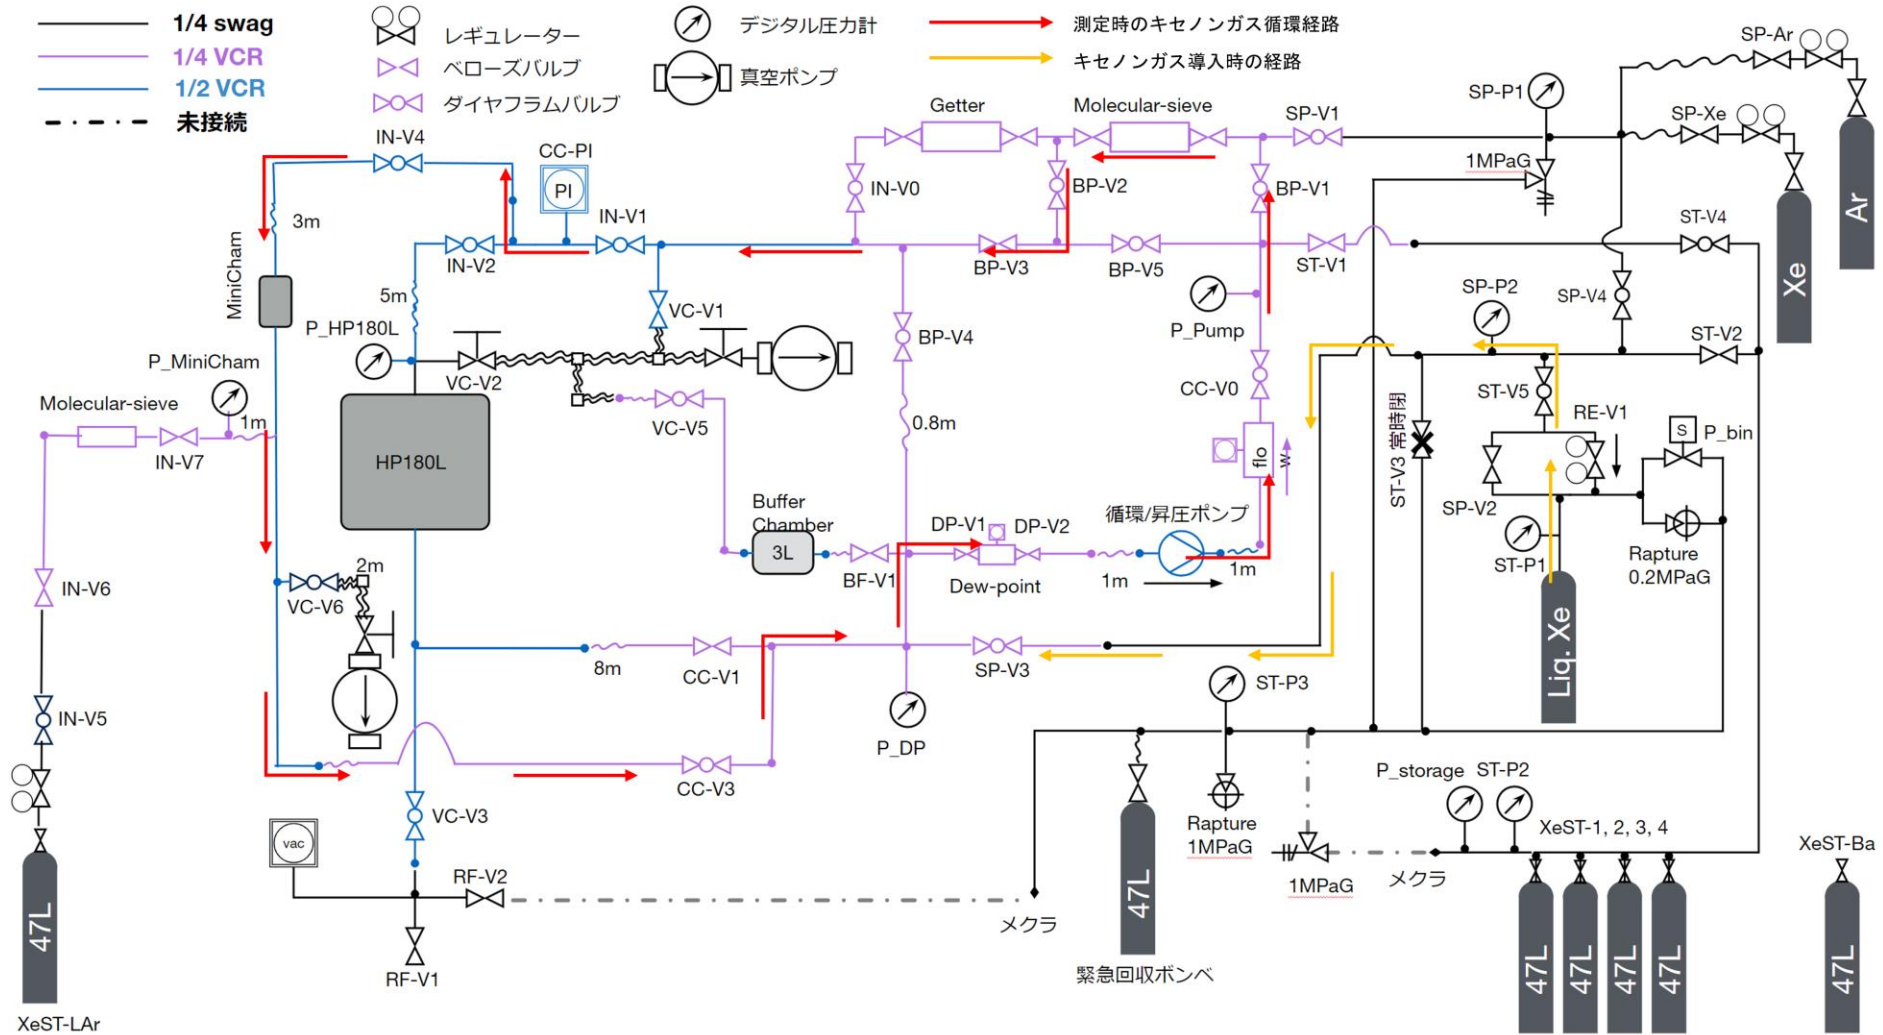 1/4 swag
1/4 VCR
1/2 VCR
未接続
レギュレーター
ベローズバルブ
ダイヤフラムバルブ
デジタル圧力計
真空ポンプ
測定時のキセノンガス循環経路
キセノンガス導入時の経路
SP-Ar
SP-P1
SP-Xe
Ar
Xe
1MPaG
Getter
Molecular-sieve
SP-V1
IN-V4
CC-PI
PI
IN-V0
BP-V2
BP-V1
3m
IN-V1
IN-V2
BP-V3
BP-V5
ST-V1
ST-V4
MiniCham
5m
VC-V1
P_Pump
SP-P2
SP-V4
P_HP180L
VC-V2
BP-V4
ST-V2
P_MiniCham
CC-V0
ST-V5
Molecular-sieve
1m
VC-V5
0.8m
ST-V3 常時閉
RE-V1
S
P_bin
IN-V7
HP180L
flo
w
SP-V2
Buffer
Chamber
3L
DP-V1
DP-V2
循環/昇圧ポンプ
ST-P1
Rapture
0.2MPaG
IN-V6
2m
VC-V6
BF-V1
Dew-point
1m
1m
Liq. Xe
8m
CC-V1
SP-V3
ST-P3
IN-V5
P_DP
CC-V3
P_storage
ST-P2
VC-V3
Rapture
1MPaG
XeST-1, 2, 3, 4
XeST-Ba
vac
RF-V2
1MPaG
メクラ
メクラ
47L
47L
47L
47L
47L
47L
47L
RF-V1
緊急回収ボンベ
XeST-LAr